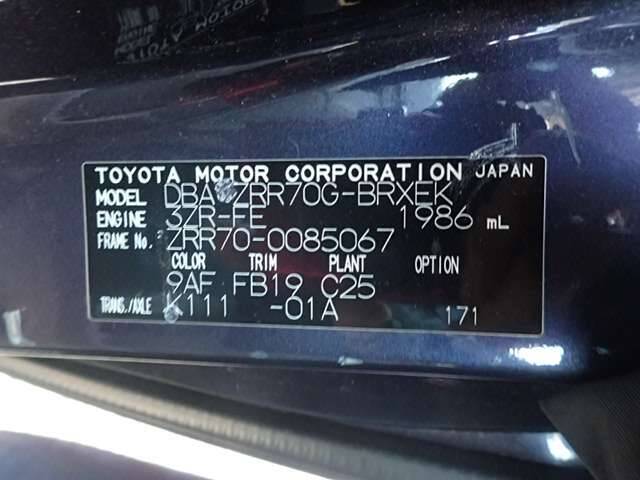 TOYOTA MOTOR CORPORATION JAPAN
MODEL DBA-ZRR70G-BRXEK
ENGINE 3ZR-FE 1986 mL
FRAME No. ZRR70-0085067
COLOR TRIM PLANT OPTION
9AF FB19 C25
TRANS./AXLE K111 -01A 171